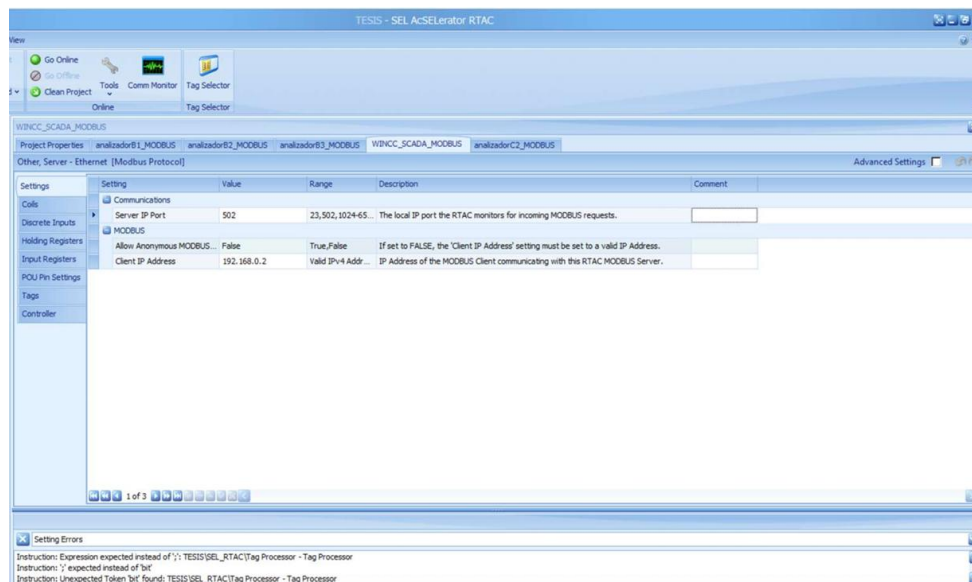 TESIS - SEL AcSELerator RTAC
View
Go Online
Go Offline
Clean Project
Tools
Comm Monitor
Tag Selector
Online
Tag Selector
WINCC_SCADA_MODBUS
Project Properties analizadorB1_MODBUS analizadorB2_MODBUS analizadorB3_MODBUS WINCC_SCADA_MODBUS analizadorC2_MODBUS
Other, Server - Ethernet [Modbus Protocol] Advanced Settings
Settings
Coils
Discrete Inputs
Holding Registers
Input Registers
POU Pin Settings
Tags
Controller
Setting Value Range Description Comment
Communications
Server IP Port 502 23,502,1024-65... The local IP port the RTAC monitors for incoming MODBUS requests.
MODBUS
Allow Anonymous MODBUS... False True,False If set to FALSE, the 'Client IP Address' setting must be set to a valid IP Address.
Client IP Address 192.168.0.2 Valid IPv4 Addr... IP Address of the MODBUS Client communicating with this RTAC MODBUS Server.
1 of 3
Setting Errors
Instruction: Expression expected instead of ';': TESIS\SEL_RTAC\Tag Processor - Tag Processor
Instruction: ';' expected instead of 'bit'
Instruction: Unexpected Token 'bit' found: TESIS\SEL_RTAC\Tag Processor - Tag Processor